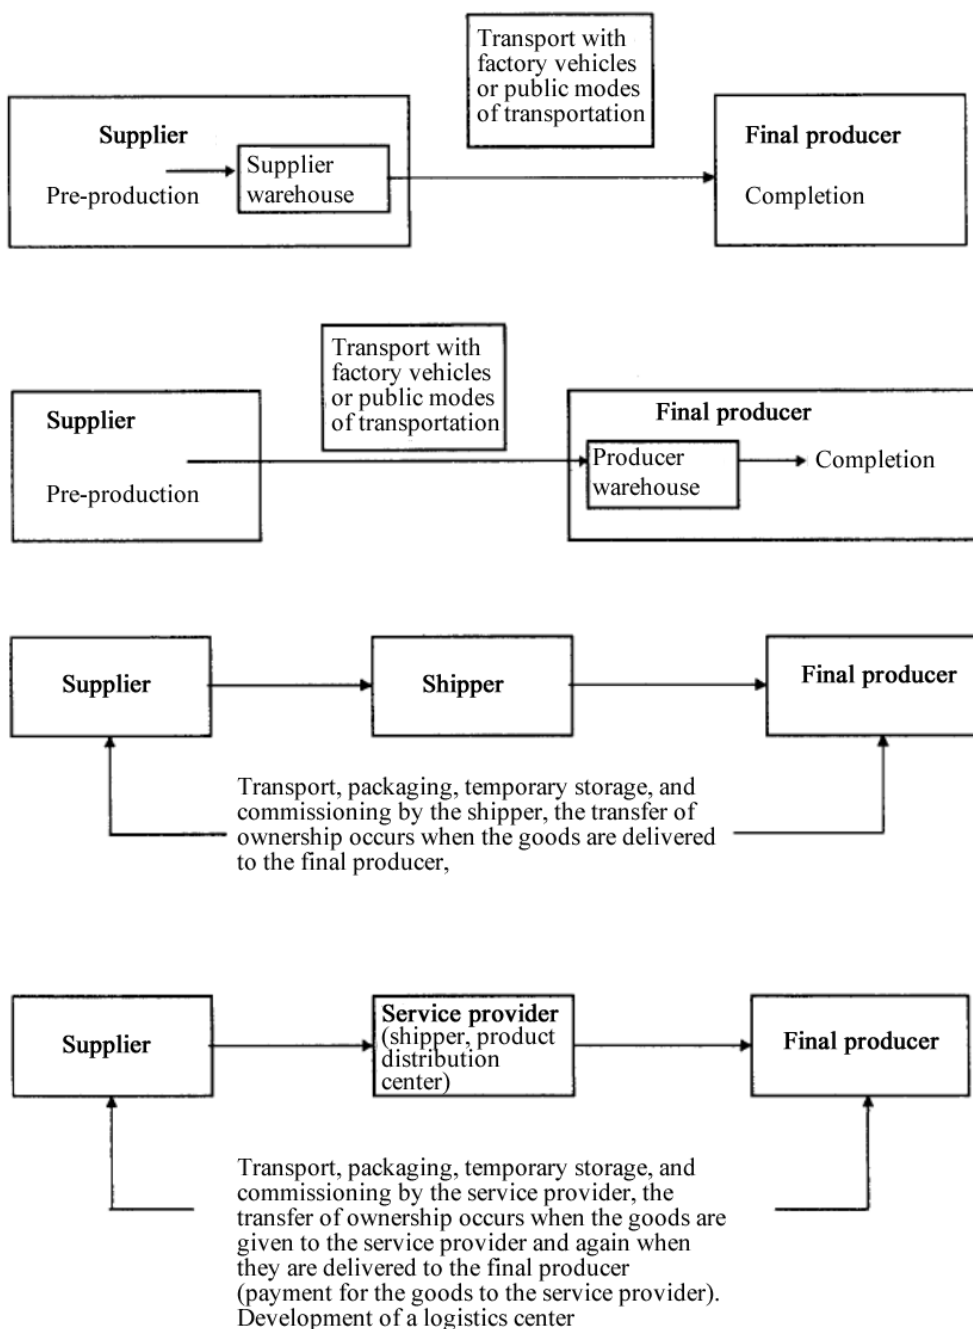 Transport with
factory vehicles
or public modes
of transportation
Supplier
Pre-production
Supplier
warehouse
Final producer
Completion
Transport with
factory vehicles
or public modes
of transportation
Supplier
Pre-production
Final producer
Producer
warehouse
Completion
Supplier
Shipper
Final producer
Transport, packaging, temporary storage, and
commissioning by the shipper, the transfer of
ownership occurs when the goods are delivered
to the final producer,
Supplier
Service provider
(shipper, product
distribution
center)
Final producer
Transport, packaging, temporary storage, and
commissioning by the service provider, the
transfer of ownership occurs when the goods are
given to the service provider and again when
they are delivered to the final producer
(payment for the goods to the service provider).
Development of a logistics center